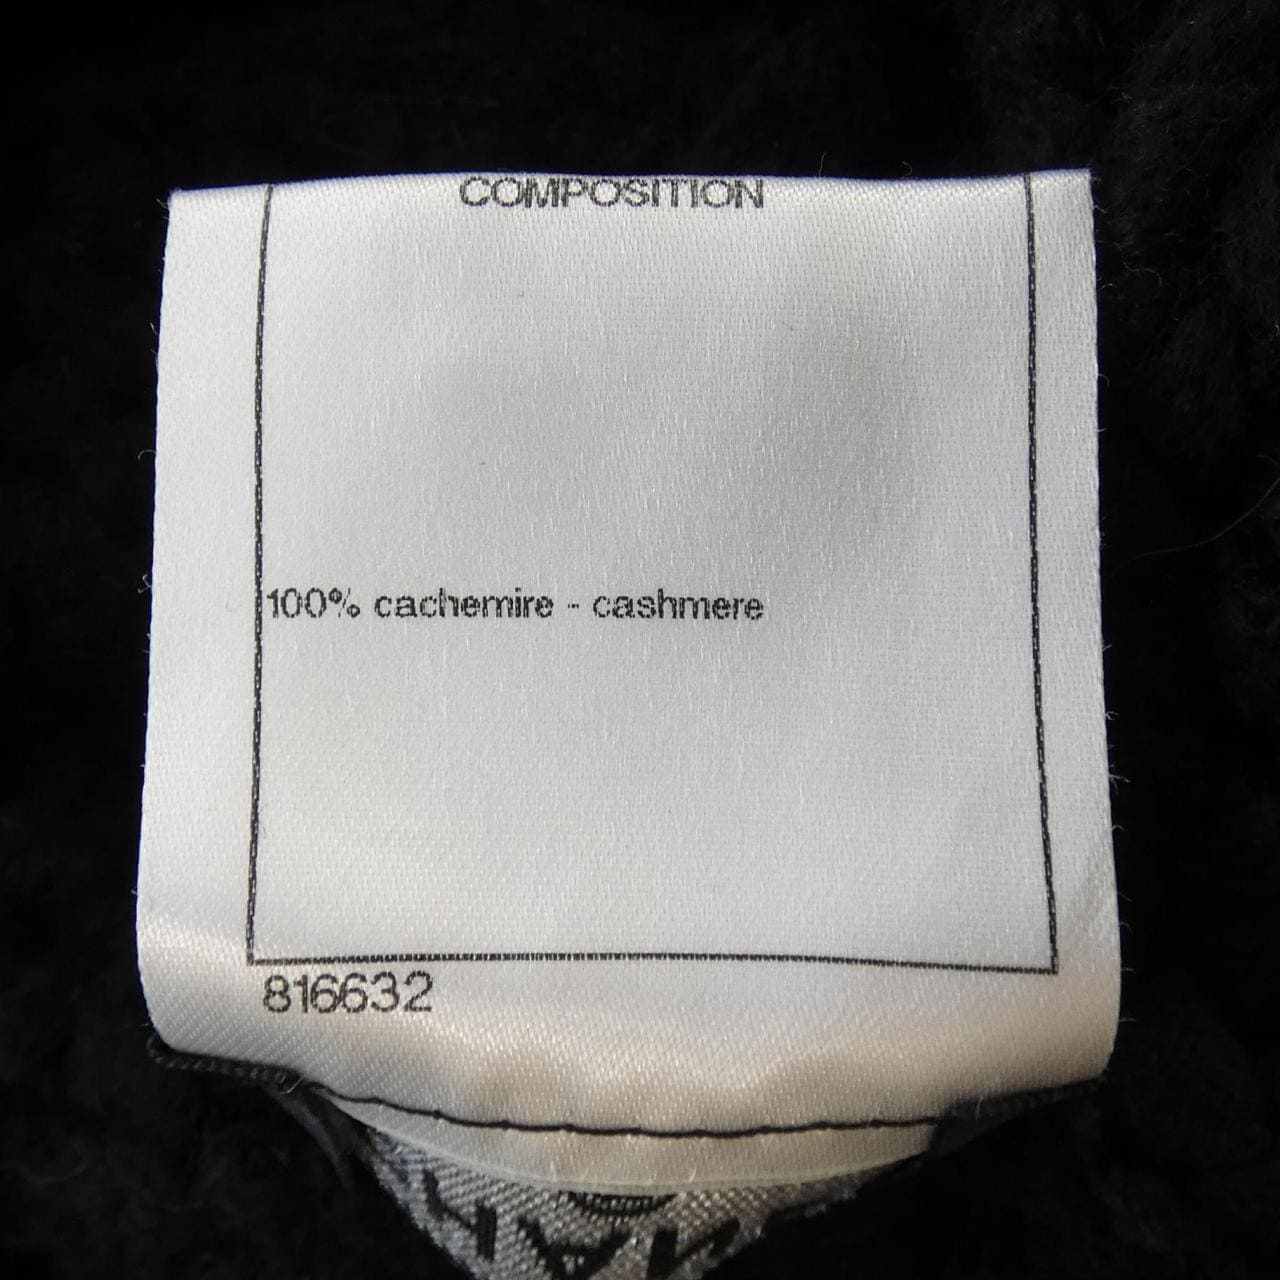 COMPOSITION
100% cachemire - cashmere
816632